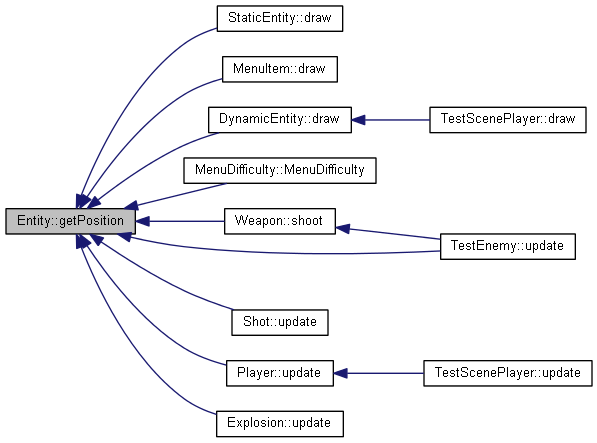 StaticEntity::draw
MenuItem::draw
DynamicEntity::draw
TestScenePlayer::draw
MenuDifficulty::MenuDifficulty
Entity::getPosition
Weapon::shoot
TestEnemy::update
Shot::update
Player::update
TestScenePlayer::update
Explosion::update